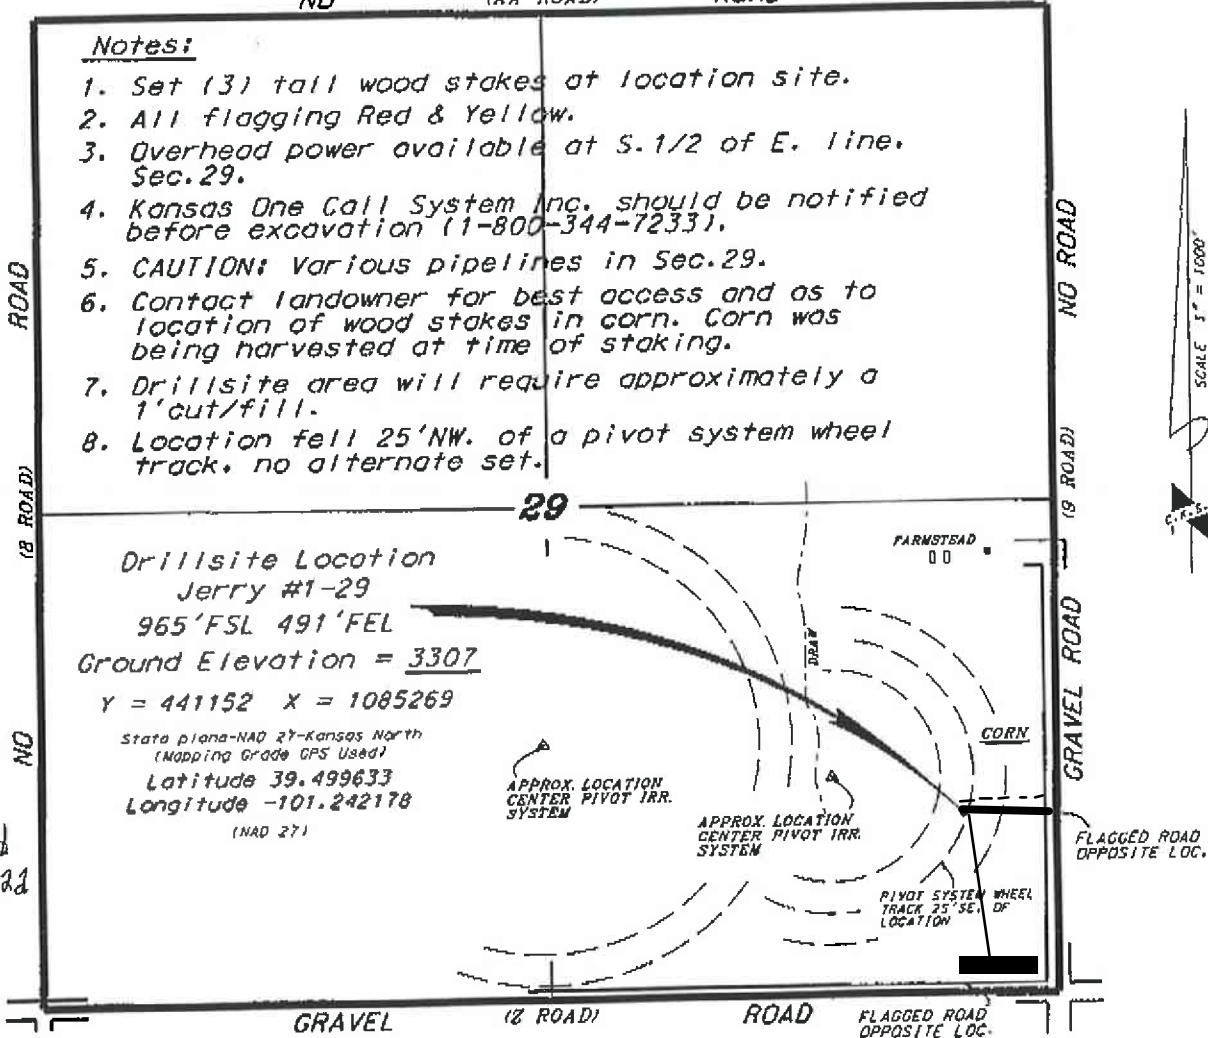 NO (88 ROAD) ROAD
Notes:
1. Set (3) tall wood stakes at location site.
2. All flagging Red & Yellow.
3. Overhead power available at S.1/2 of E. line,
Sec.29.
4. Kansas One Call System Inc. should be notified
before excavation (1-800-344-7233).
5. CAUTION: Various pipelines in Sec.29.
6. Contact landowner for best access and as to
location of wood stakes in corn. Corn was
being harvested at time of staking.
7. Drillsite area will require approximately a
1'cut/fill.
8. Location fell 25'NW. of a pivot system wheel
track, no alternate set.
ROAD
(8 ROAD)
NO
NO ROAD
(9 ROAD)
GRAVEL ROAD
SCALE 1" = 1000'
C.K.S.
29
Drillsite Location
Jerry #1-29
965'FSL 491'FEL
Ground Elevation = 3307
Y = 441152 X = 1085269
State plane-NAD 27-Kansas North
(Mapping Grade GPS Used)
Latitude 39.499633
Longitude -101.242178
(NAD 27)
FARMSTEAD
DRAW
CORN
APPROX. LOCATION
CENTER PIVOT IRR.
SYSTEM
APPROX. LOCATION
CENTER PIVOT IRR.
SYSTEM
FLAGGED ROAD
OPPOSITE LOC.
PIVOT SYSTEM WHEEL
TRACK 25'SE. OF
LOCATION
GRAVEL (Z ROAD) ROAD
FLAGGED ROAD
OPPOSITE LOC.